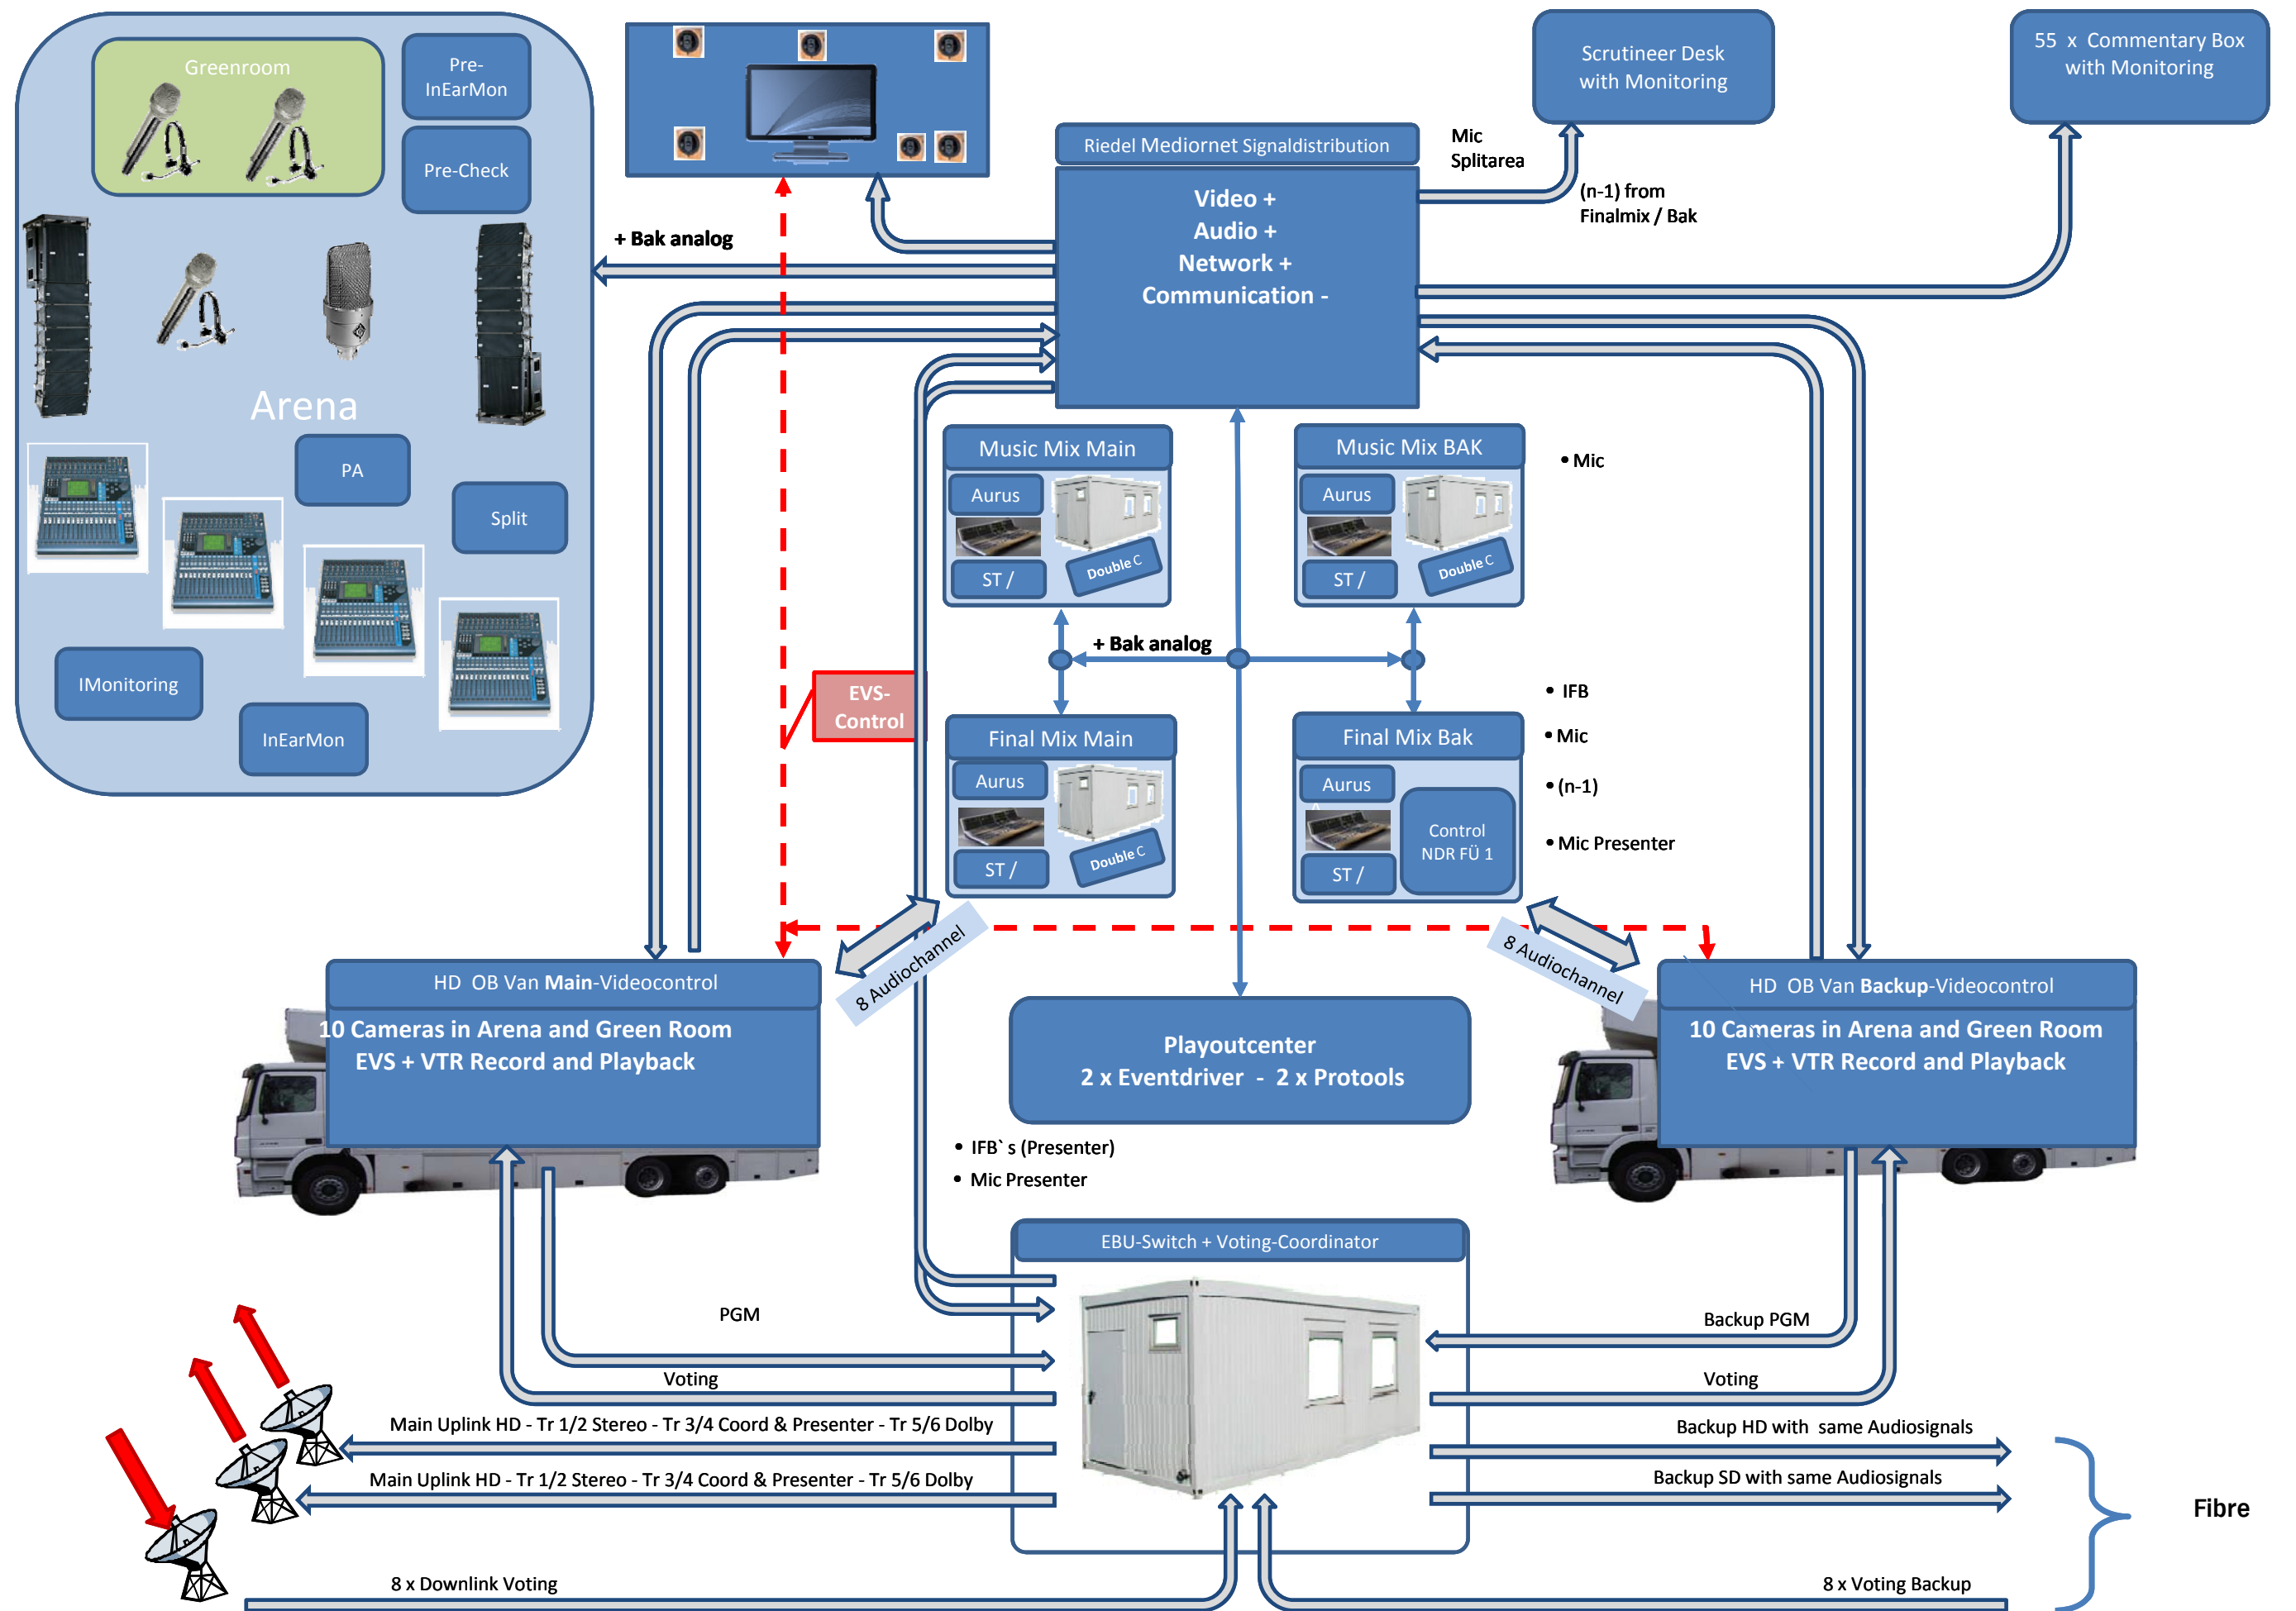 Greenroom
Pre-
InEarMon
Pre-Check
Arena
PA
Split
IMonitoring
InEarMon
+ Bak analog
Riedel Mediornet Signaldistribution
Video +
Audio +
Network +
Communication -
Mic
Splitarea
(n-1) from
Finalmix / Bak
Scrutineer Desk
with Monitoring
55 x Commentary Box
with Monitoring
Music Mix Main
Aurus
ST /
Double C
Music Mix BAK
Aurus
ST /
Double C
• Mic
+ Bak analog
EVS-
Control
Final Mix Main
Aurus
ST /
Double C
Final Mix Bak
Aurus
ST /
Control
NDR FÜ 1
• IFB
• Mic
• (n-1)
• Mic Presenter
8 Audiochannel
8 Audiochannel
HD OB Van Main-Videocontrol
10 Cameras in Arena and Green Room
EVS + VTR Record and Playback
Playoutcenter
2 x Eventdriver - 2 x Protools
HD OB Van Backup-Videocontrol
10 Cameras in Arena and Green Room
EVS + VTR Record and Playback
• IFB`s (Presenter)
• Mic Presenter
EBU-Switch + Voting-Coordinator
PGM
Voting
Main Uplink HD - Tr 1/2 Stereo - Tr 3/4 Coord & Presenter - Tr 5/6 Dolby
Main Uplink HD - Tr 1/2 Stereo - Tr 3/4 Coord & Presenter - Tr 5/6 Dolby
8 x Downlink Voting
Backup PGM
Voting
Backup HD with same Audiosignals
Backup SD with same Audiosignals
Fibre
8 x Voting Backup